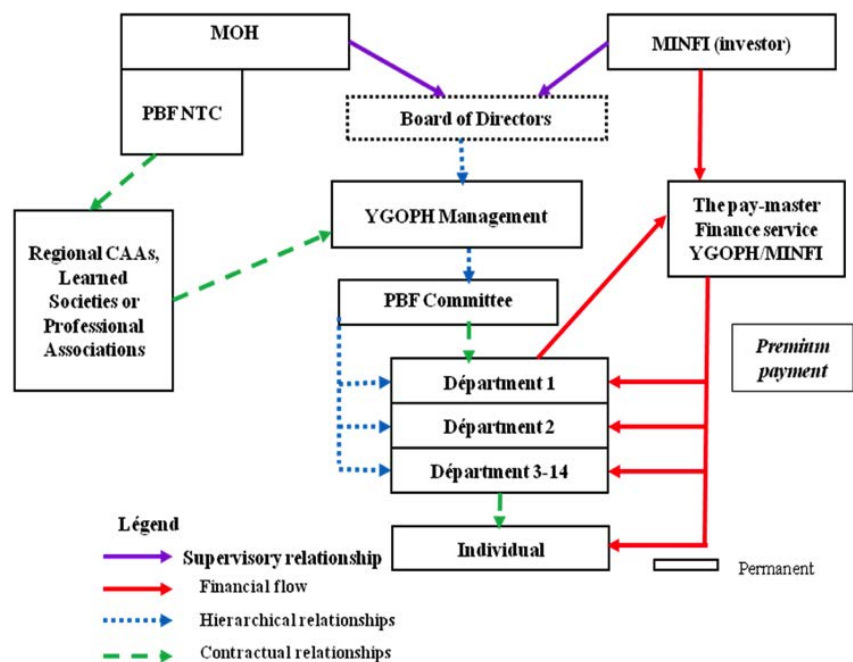 MOH
MINFI (investor)
PBF NTC
Board of Directors
YGOPH Management
The pay-master
Finance service
YGOPH/MINFI
Regional CAAs,
Learned
Societies or
Professional
Associations
PBF Committee
Premium
payment
Départment 1
Départment 2
Départment 3-14
Individual
Légend
Supervisory relationship
Financial flow
Hierarchical relationships
Contractual relationships
Permanent